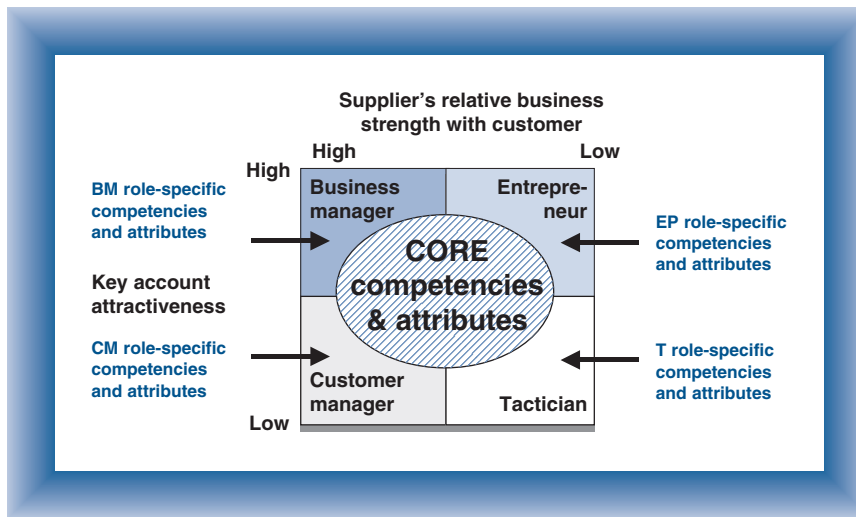 Supplier's relative business
strength with customer
High
Low
High
Business
manager
Entrepre-
neur
BM role-specific
competencies
and attributes
EP role-specific
competencies
and attributes
CORE
competencies
& attributes
Key account
attractiveness
CM role-specific
competencies
and attributes
T role-specific
competencies
and attributes
Customer
manager
Tactician
Low